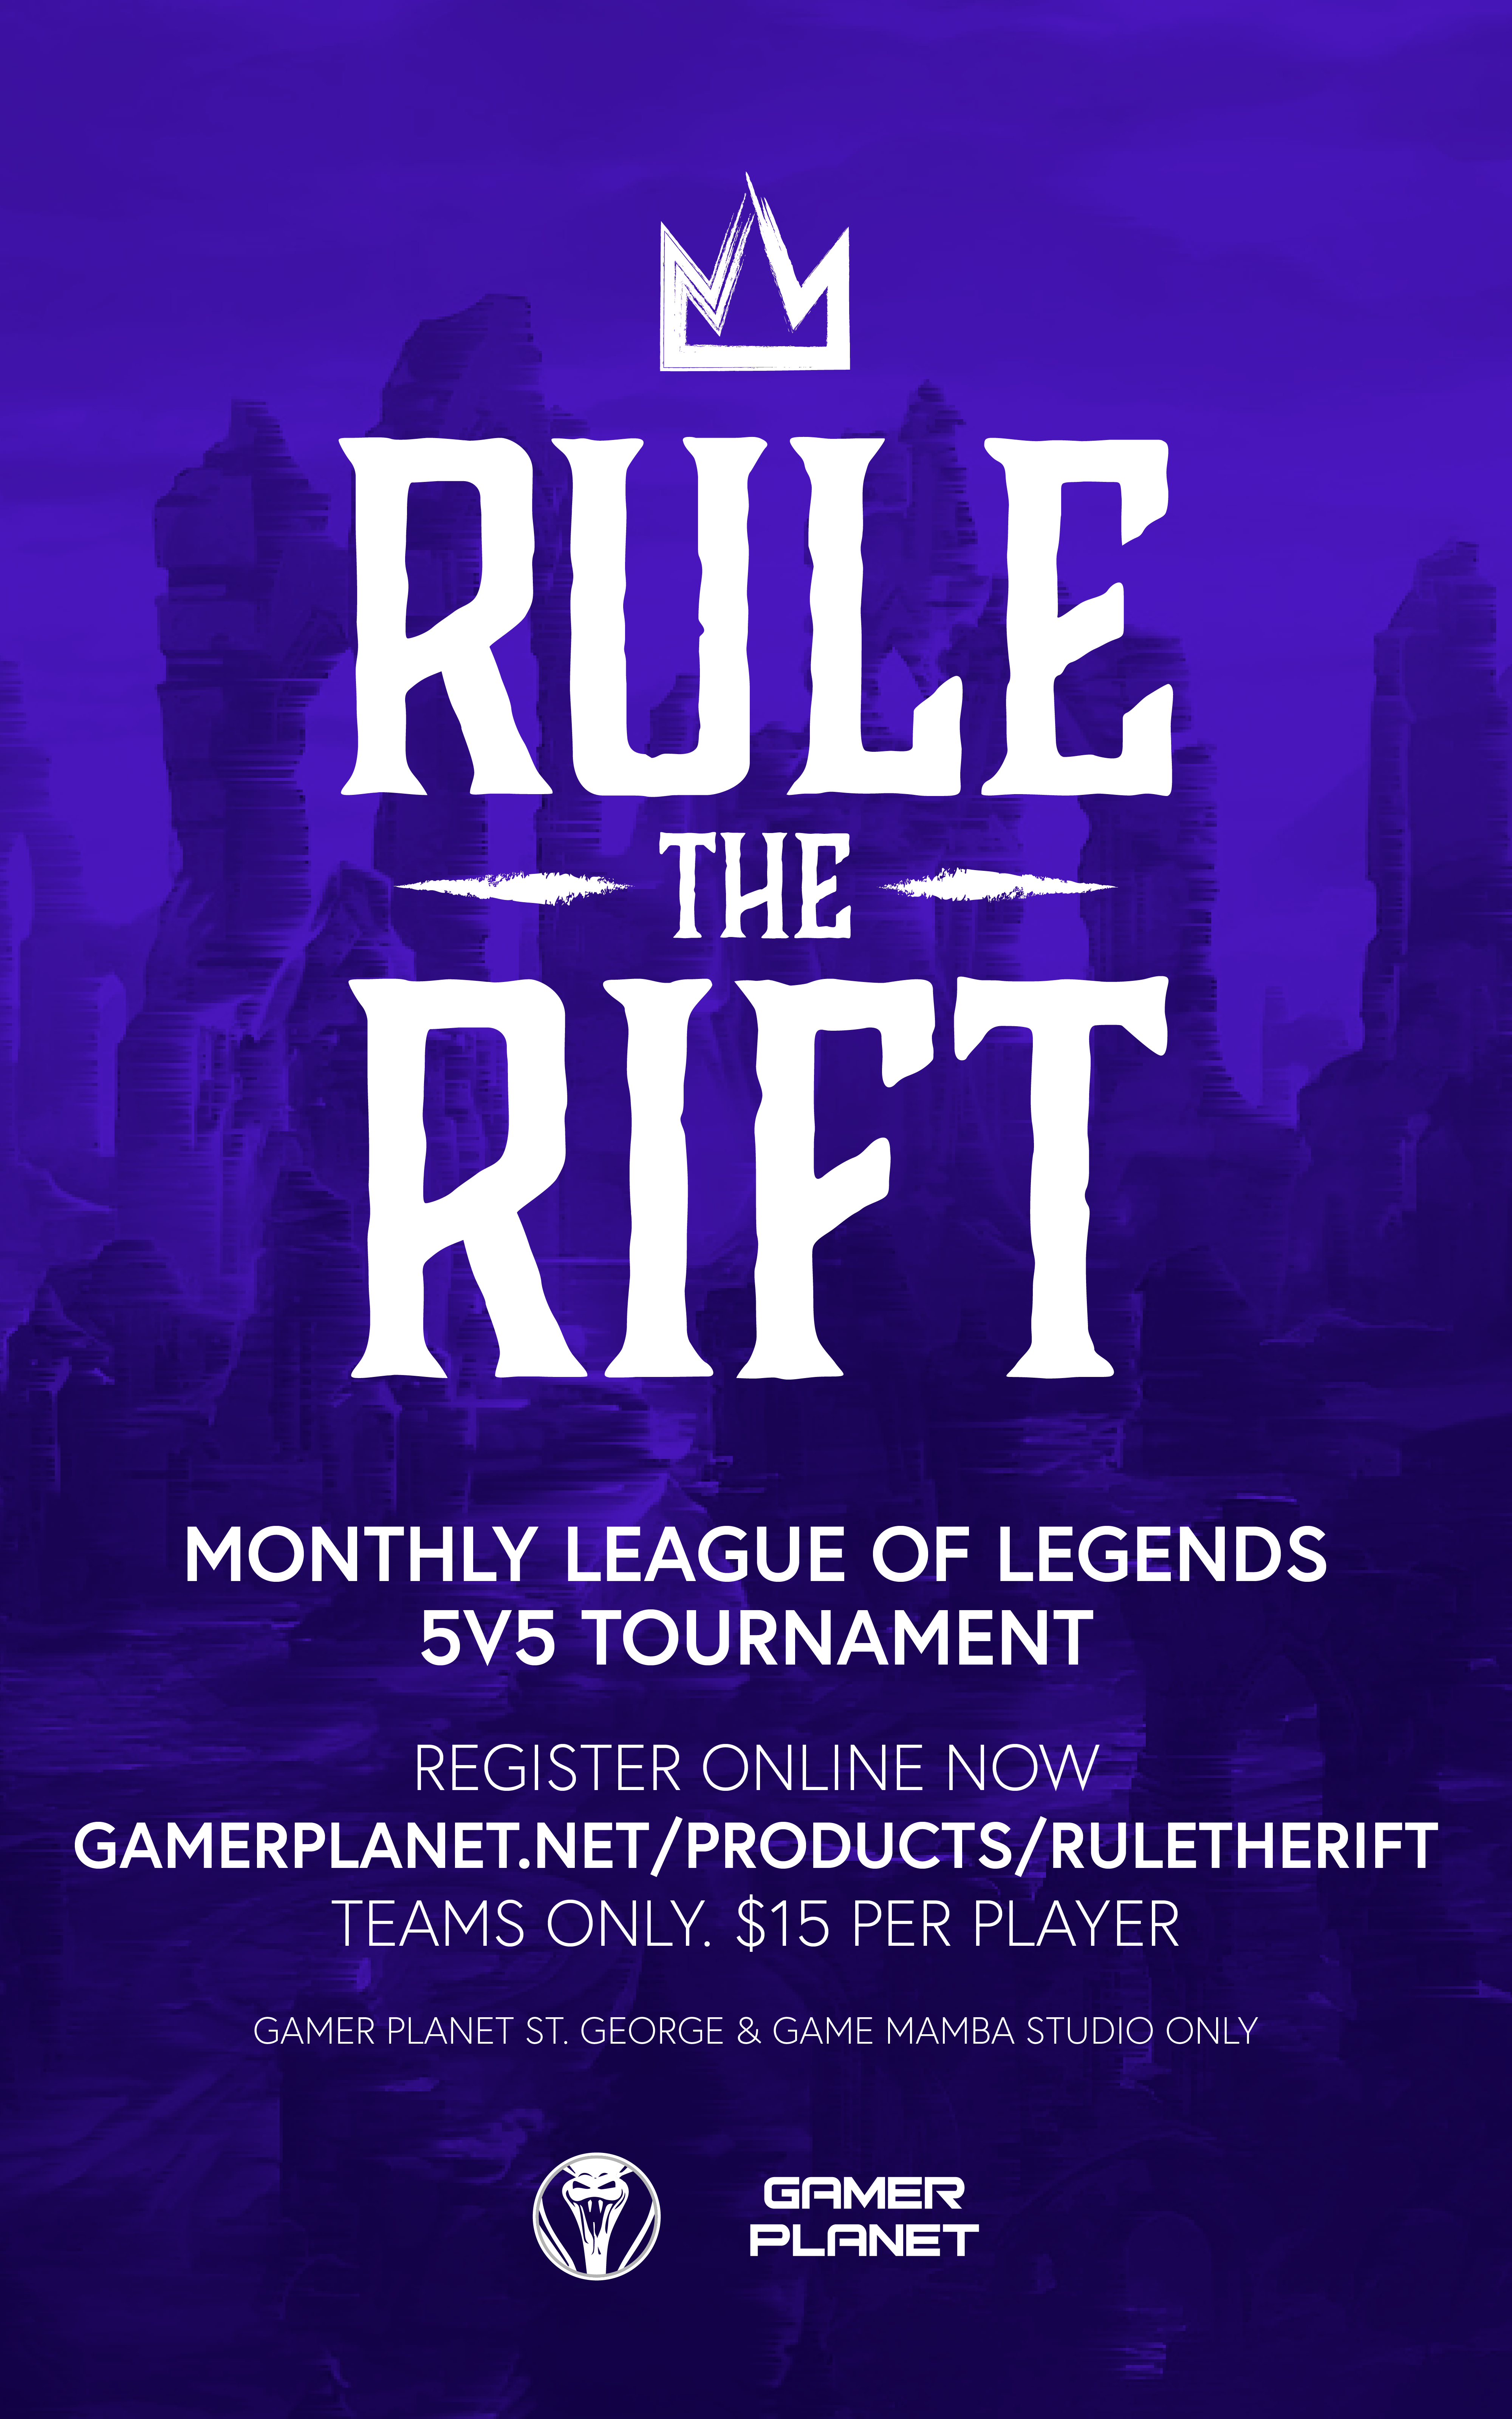 RULE
THE
RIFT
MONTHLY LEAGUE OF LEGENDS
5V5 TOURNAMENT
REGISTER ONLINE NOW
GAMERPLANET.NET/PRODUCTS/RULETHERIFT
TEAMS ONLY. $15 PER PLAYER
GAMER PLANET ST. GEORGE & GAME MAMBA STUDIO ONLY
GAMER
PLANET